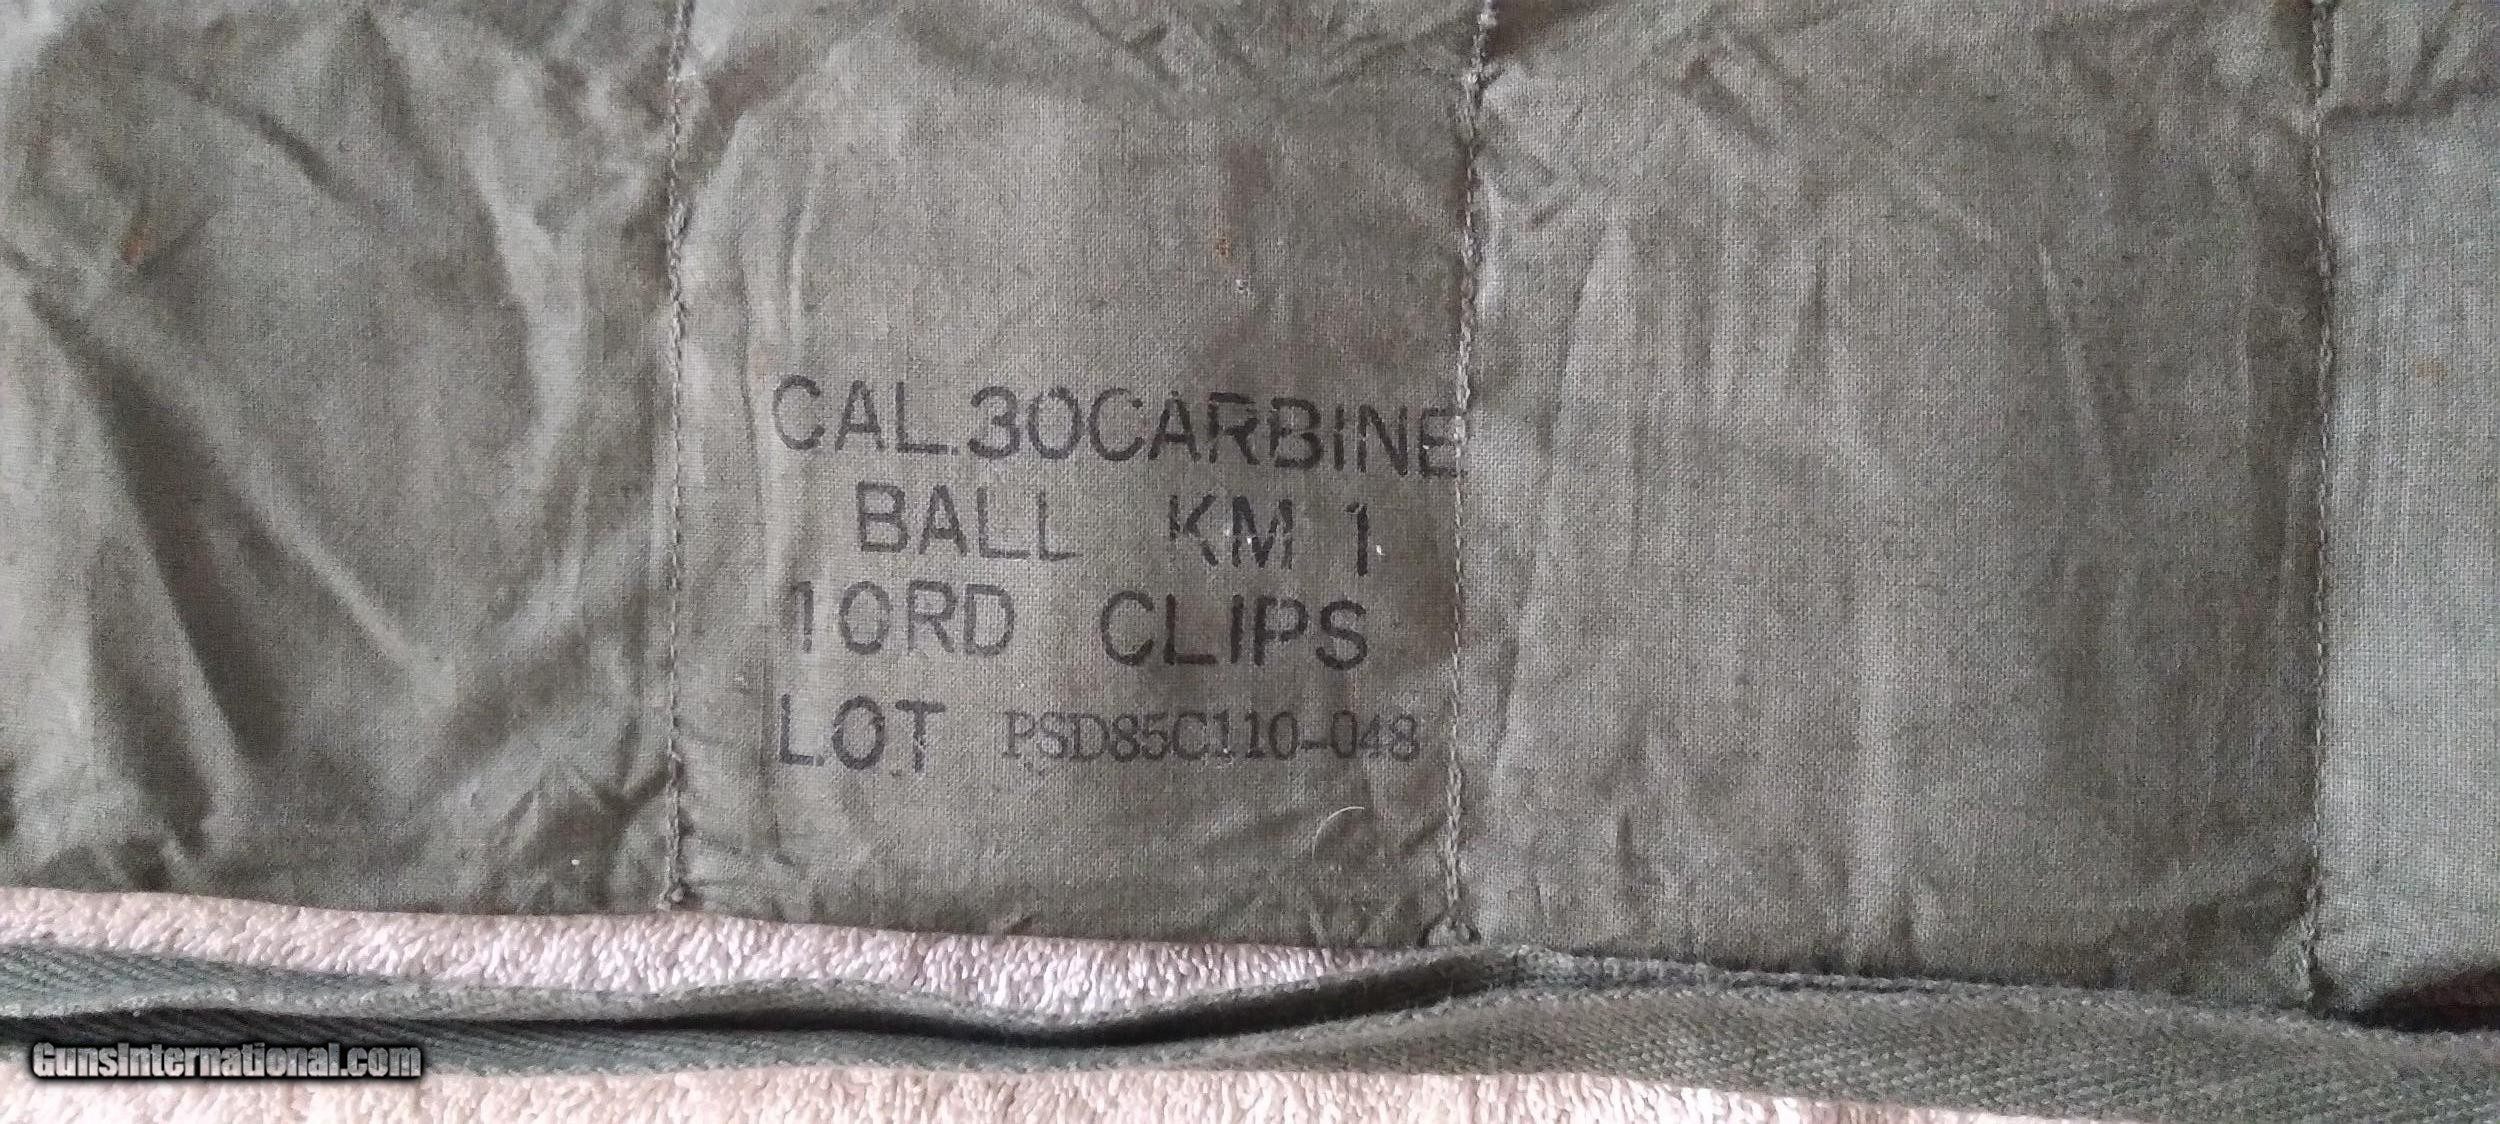 CAL.30CARBINE
BALL KM 1
10RD CLIPS
LOT PSD85C110-048
GunsInternational.com